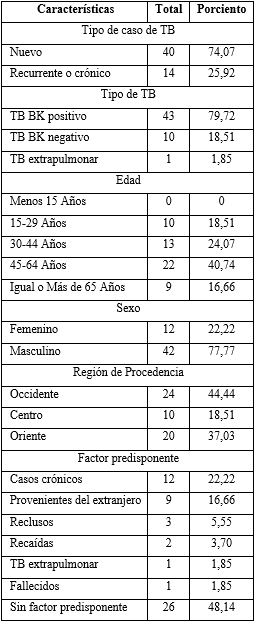 Características Total Porciento
Tipo de caso de TB
Nuevo 40 74,07
Recurrente o crónico 14 25,92
Tipo de TB
TB BK positivo 43 79,72
TB BK negativo 10 18,51
TB extrapulmonar 1 1,85
Edad
Menos 15 Años 0 0
15-29 Años 10 18,51
30-44 Años 13 24,07
45-64 Años 22 40,74
Igual o Más de 65 Años 9 16,66
Sexo
Femenino 12 22,22
Masculino 42 77,77
Región de Procedencia
Occidente 24 44,44
Centro 10 18,51
Oriente 20 37,03
Factor predisponente
Casos crónicos 12 22,22
Provenientes del extranjero 9 16,66
Reclusos 3 5,55
Recaídas 2 3,70
TB extrapulmonar 1 1,85
Fallecidos 1 1,85
Sin factor predisponente 26 48,14